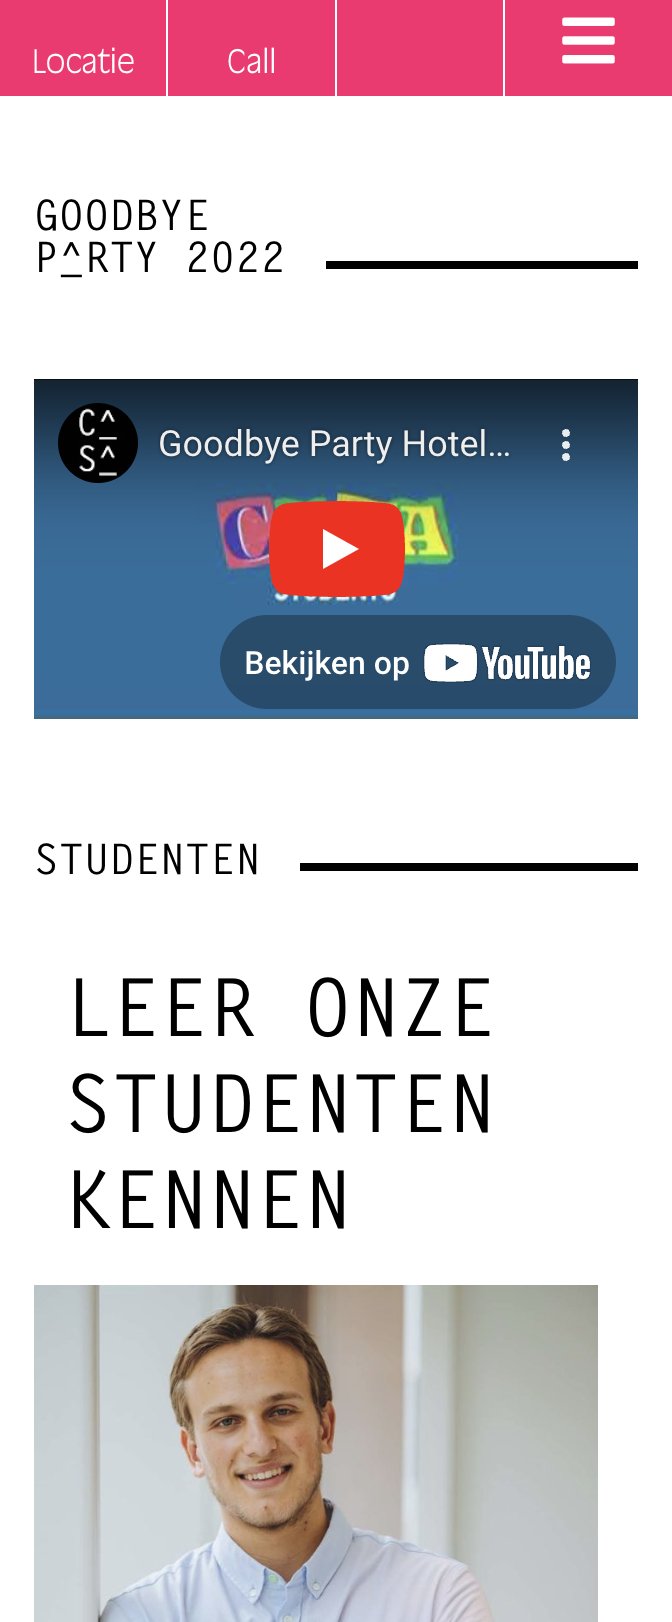 Locatie
Call
GOODBYE
P^RTY 2022
C^
S^
Goodbye Party Hotel...
Bekijken op YouTube
STUDENTEN
LEER ONZE
STUDENTEN
KENNEN